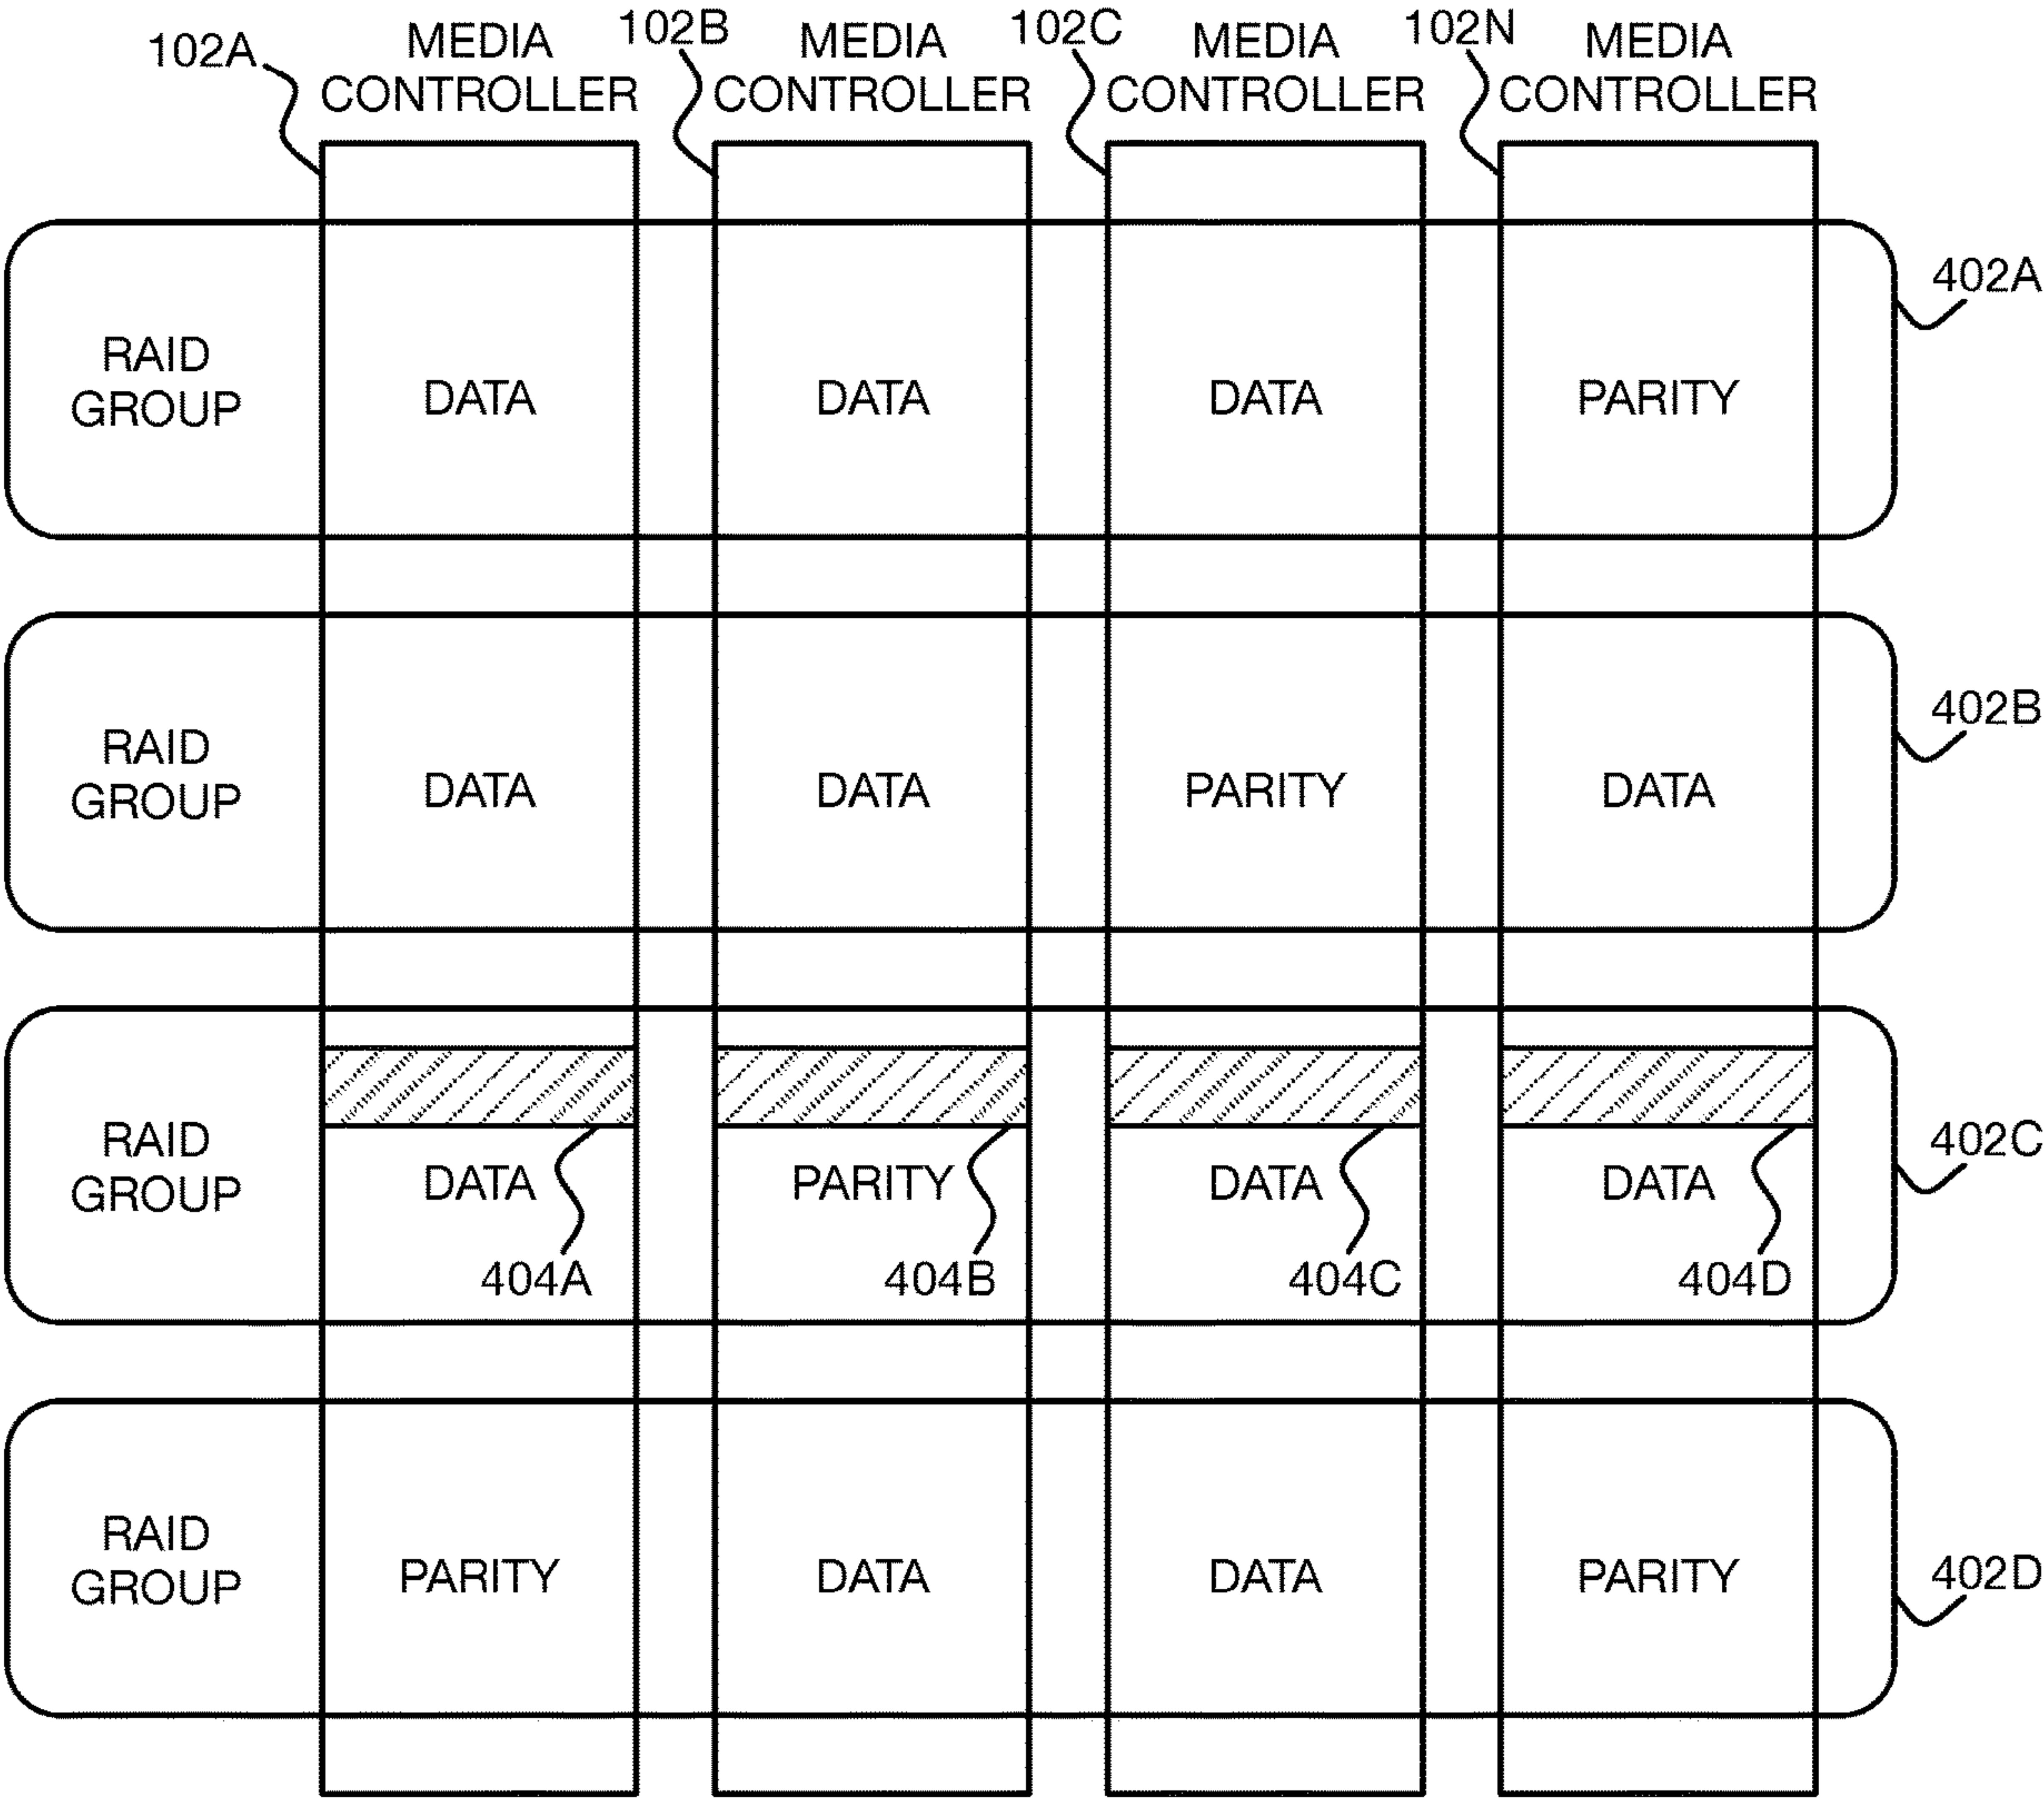 102A
MEDIA
CONTROLLER
102B
MEDIA
CONTROLLER
102C
MEDIA
CONTROLLER
102N
MEDIA
CONTROLLER
RAID
GROUP
DATA
DATA
DATA
PARITY
402A
RAID
GROUP
DATA
DATA
PARITY
DATA
402B
RAID
GROUP
DATA
PARITY
DATA
DATA
402C
404A
404B
404C
404D
RAID
GROUP
PARITY
DATA
DATA
PARITY
402D